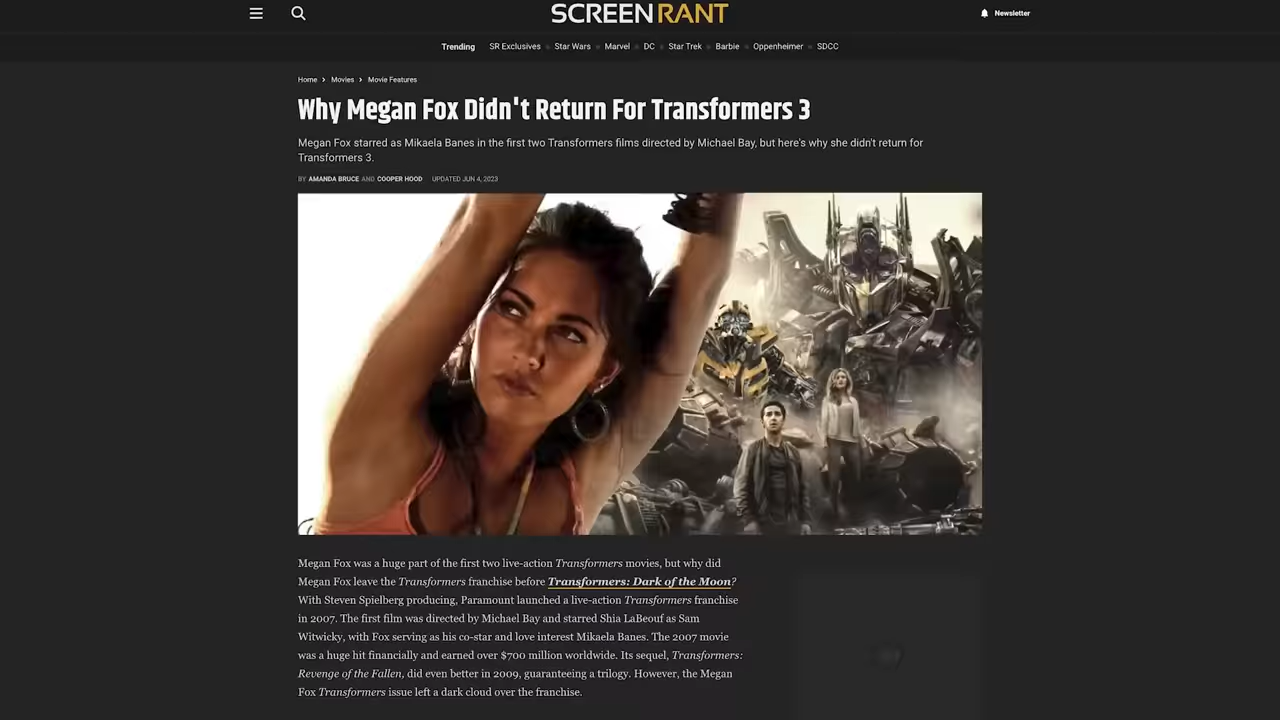 SCREENRANT
Newsletter
Trending SR Exclusives Star Wars Marvel DC Star Trek Barbie Oppenheimer SDCC
Home > Movies > Movie Features
Why Megan Fox Didn't Return For Transformers 3
Megan Fox starred as Mikaela Banes in the first two Transformers films directed by Michael Bay, but here's why she didn't return for
Transformers 3.
BY AMANDA BRUCE AND COOPER HOOD UPDATED JUN 4, 2023
Megan Fox was a huge part of the first two live-action Transformers movies, but why did
Megan Fox leave the Transformers franchise before Transformers: Dark of the Moon?
With Steven Spielberg producing, Paramount launched a live-action Transformers franchise
in 2007. The first film was directed by Michael Bay and starred Shia LaBeouf as Sam
Witwicky, with Fox serving as his co-star and love interest Mikaela Banes. The 2007 movie
was a huge hit financially and earned over $700 million worldwide. Its sequel, Transformers:
Revenge of the Fallen, did even better in 2009, guaranteeing a trilogy. However, the Megan
Fox Transformers issue left a dark cloud over the franchise.